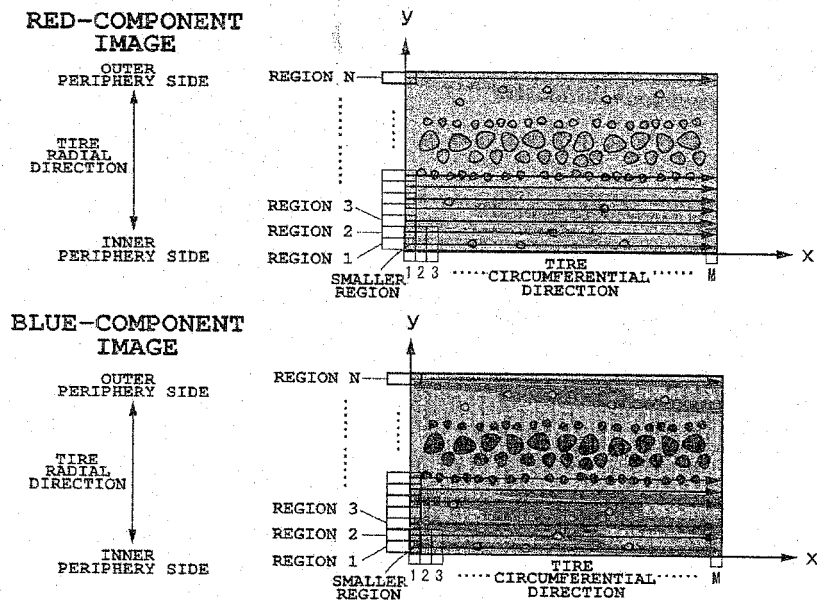 RED-COMPONENT
IMAGE
OUTER
PERIPHERY SIDE
TIRE
RADIAL
DIRECTION
INNER
PERIPHERY SIDE
y
REGION N
REGION 3
REGION 2
REGION 1
SMALLER
REGION
1 2 3
TIRE
CIRCUMFERENTIAL
DIRECTION
M
x
BLUE-COMPONENT
IMAGE
OUTER
PERIPHERY SIDE
TIRE
RADIAL
DIRECTION
INNER
PERIPHERY SIDE
y
REGION N
REGION 3
REGION 2
REGION 1
SMALLER
REGION
1 2 3
TIRE
CIRCUMFERENTIAL
DIRECTION
M
x